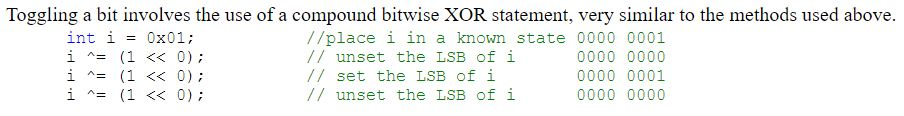 Toggling a bit involves the use of a compound bitwise XOR statement, very similar to the methods used above.
int i = 0x01; //place i in a known state 0000 0001
i ^= (1 << 0); // unset the LSB of i 0000 0000
i ^= (1 << 0); // set the LSB of i 0000 0001
i ^= (1 << 0); // unset the LSB of i 0000 0000